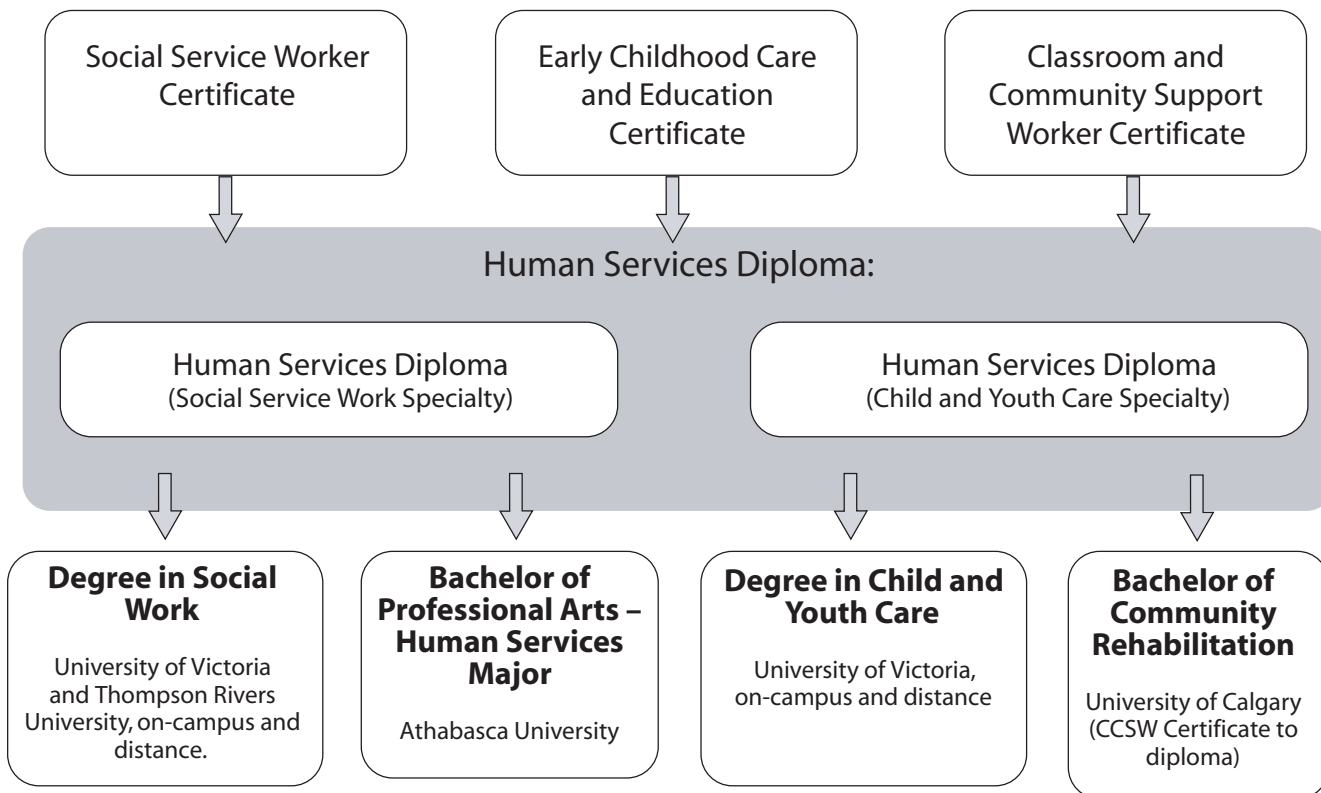 Social Service Worker
Certificate
Early Childhood Care
and Education
Certificate
Classroom and
Community Support
Worker Certificate
Human Services Diploma:
Human Services Diploma
(Social Service Work Specialty)
Human Services Diploma
(Child and Youth Care Specialty)
Degree in Social
Work
University of Victoria
and Thompson Rivers
University, on-campus and
distance.
Bachelor of
Professional Arts –
Human Services
Major
Athabasca University
Degree in Child and
Youth Care
University of Victoria,
on-campus and distance
Bachelor of
Community
Rehabilitation
University of Calgary
(CCSW Certificate to
diploma)